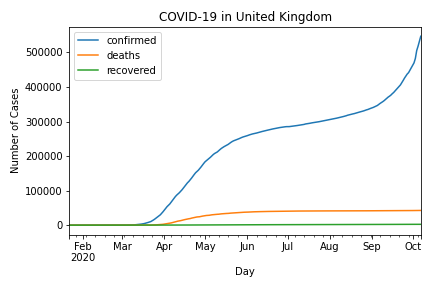 COVID-19 in United Kingdom
confirmed
deaths
recovered
Number of Cases
500000
400000
300000
200000
100000
0
Feb Mar Apr May Jun Jul Aug Sep Oct
2020
Day